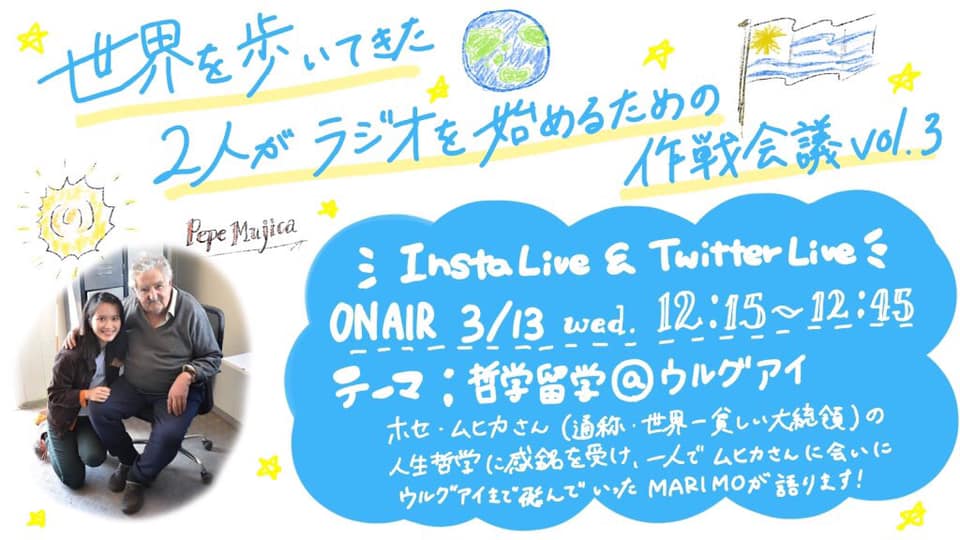 世界を歩いてきた
2人がラジオを始めるための
作戦会議 vol.3
Pepe Mujica
InstaLive & TwitterLive
ON AIR 3/13 wed. 12:15~12:45
テーマ；哲学留学@ウルグアイ
ホセ・ムヒカさん(通称・世界一貧しい大統領)の
人生哲学に感銘を受け、一人でムヒカさんに会いに
ウルグアイまで飛んでいったMARIMOが語ります!